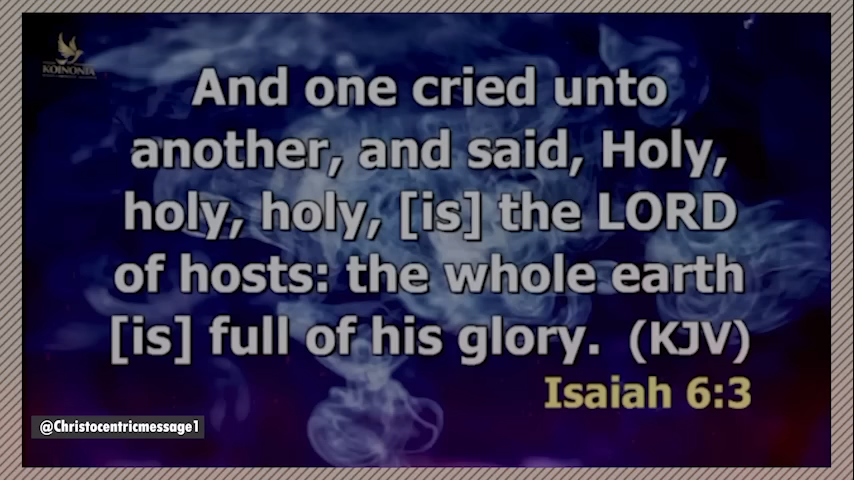 KOINONIA
And one cried unto
another, and said, Holy,
holy, holy, [is] the LORD
of hosts: the whole earth
[is] full of his glory. (KJV)
Isaiah 6:3
@Christocentricmessage1